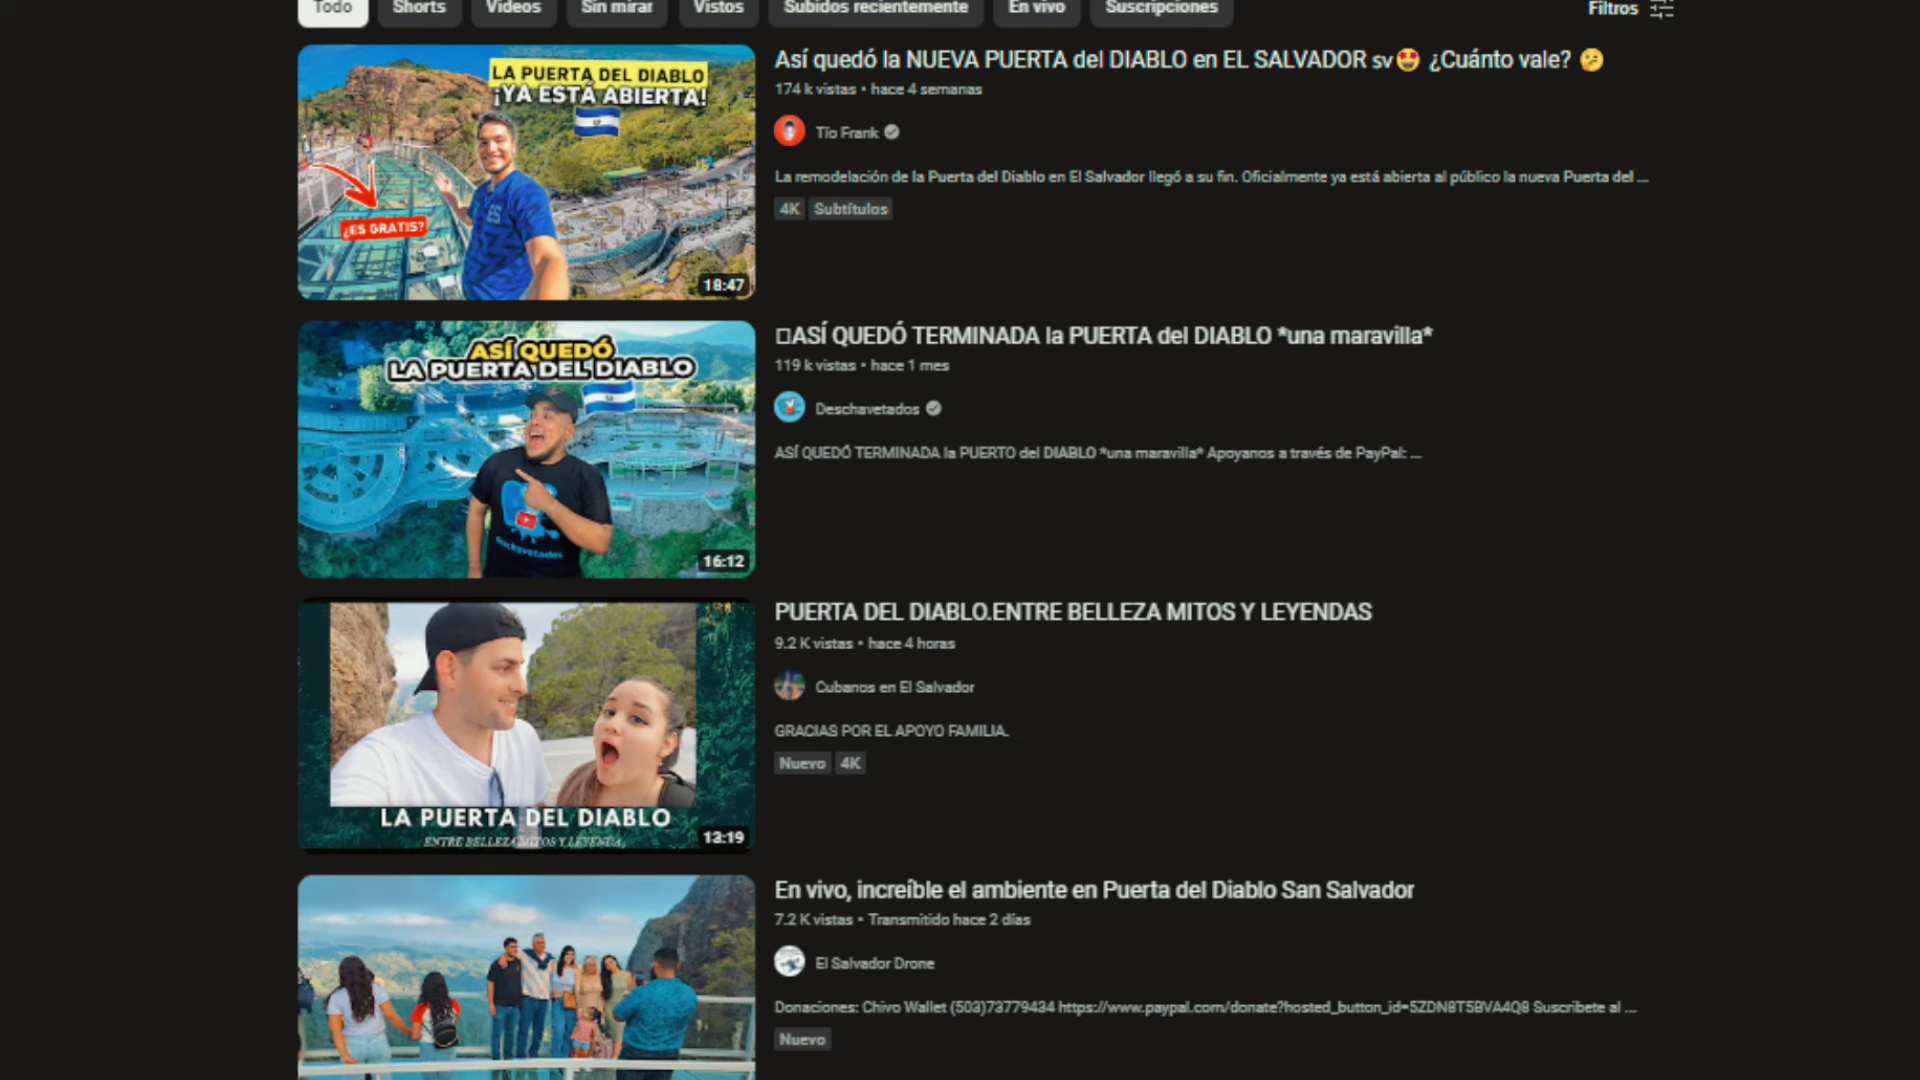 Todo
Shorts
Videos
Sin mirar
Vistos
Subidos recientemente
En vivo
Suscripciones
Filtros
LA PUERTA DEL DIABLO
¡YA ESTÁ ABIERTA!
¿ES GRATIS?
18:47
Así quedó la NUEVA PUERTA del DIABLO en EL SALVADOR sv🤩 ¿Cuánto vale? 🤔
174 k vistas • hace 4 semanas
Tío Frank
La remodelación de la Puerta del Diablo en El Salvador llegó a su fin. Oficialmente ya está abierta al público la nueva Puerta del ...
4K Subtítulos
ASÍ QUEDÓ
LA PUERTA DEL DIABLO
16:12
ASÍ QUEDÓ TERMINADA la PUERTA del DIABLO *una maravilla*
119 k vistas • hace 1 mes
Deschavetados
ASÍ QUEDÓ TERMINADA la PUERTO del DIABLO *una maravilla* Apoyanos a través de PayPal: ...
LA PUERTA DEL DIABLO
ENTRE BELLEZA MITOS Y LEYENDA
13:19
PUERTA DEL DIABLO.ENTRE BELLEZA MITOS Y LEYENDAS
9.2 K vistas • hace 4 horas
Cubanos en El Salvador
GRACIAS POR EL APOYO FAMILIA.
Nuevo 4K
En vivo, increíble el ambiente en Puerta del Diablo San Salvador
7.2 K vistas • Transmitido hace 2 días
El Salvador Drone
Donaciones: Chivo Wallet (503)73779434 https://www.paypal.com/donate?hosted_button_id=5ZDN8T5BVA4Q8 Suscribete al ...
Nuevo